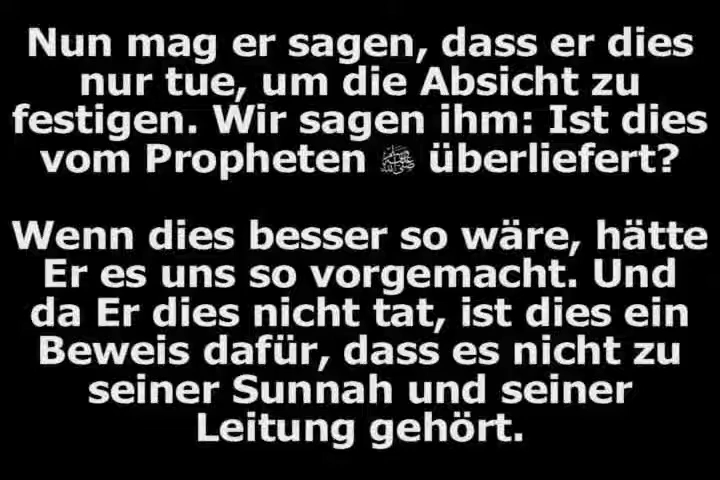 Nun mag er sagen, dass er dies
nur tue, um die Absicht zu
festigen. Wir sagen ihm: Ist dies
vom Propheten ﷺ überliefert?
Wenn dies besser so wäre, hätte
Er es uns so vorgemacht. Und
da Er dies nicht tat, ist dies ein
Beweis dafür, dass es nicht zu
seiner Sunnah und seiner
Leitung gehört.